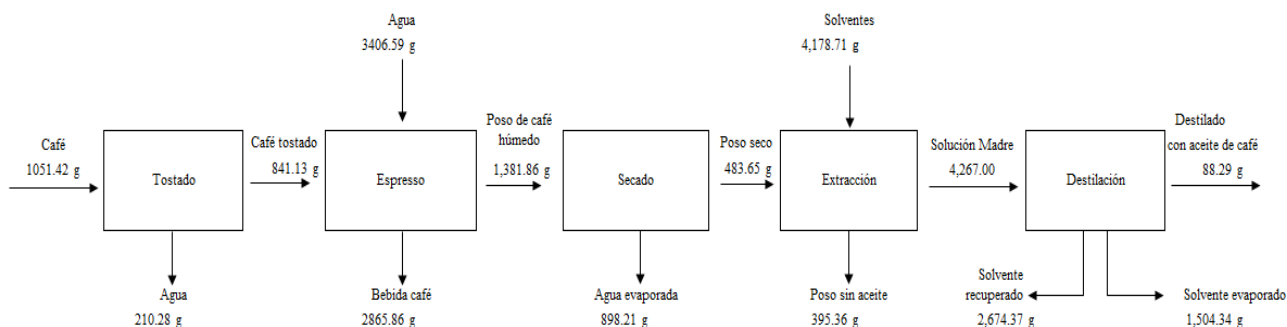 Agua
3406.59 g
Solventes
4,178.71 g
Café
1051.42 g
Tostado
Café tostado
841.13 g
Espresso
Poso de café
húmedo
1,381.86 g
Secado
Poso seco
483.65 g
Extracción
Solución Madre
4,267.00
Destilación
Destilado
con aceite de café
88.29 g
Agua
210.28 g
Bebida café
2865.86 g
Agua evaporada
898.21 g
Poso sin aceite
395.36 g
Solvente
recuperado
2,674.37 g
Solvente evaporado
1,504.34 g